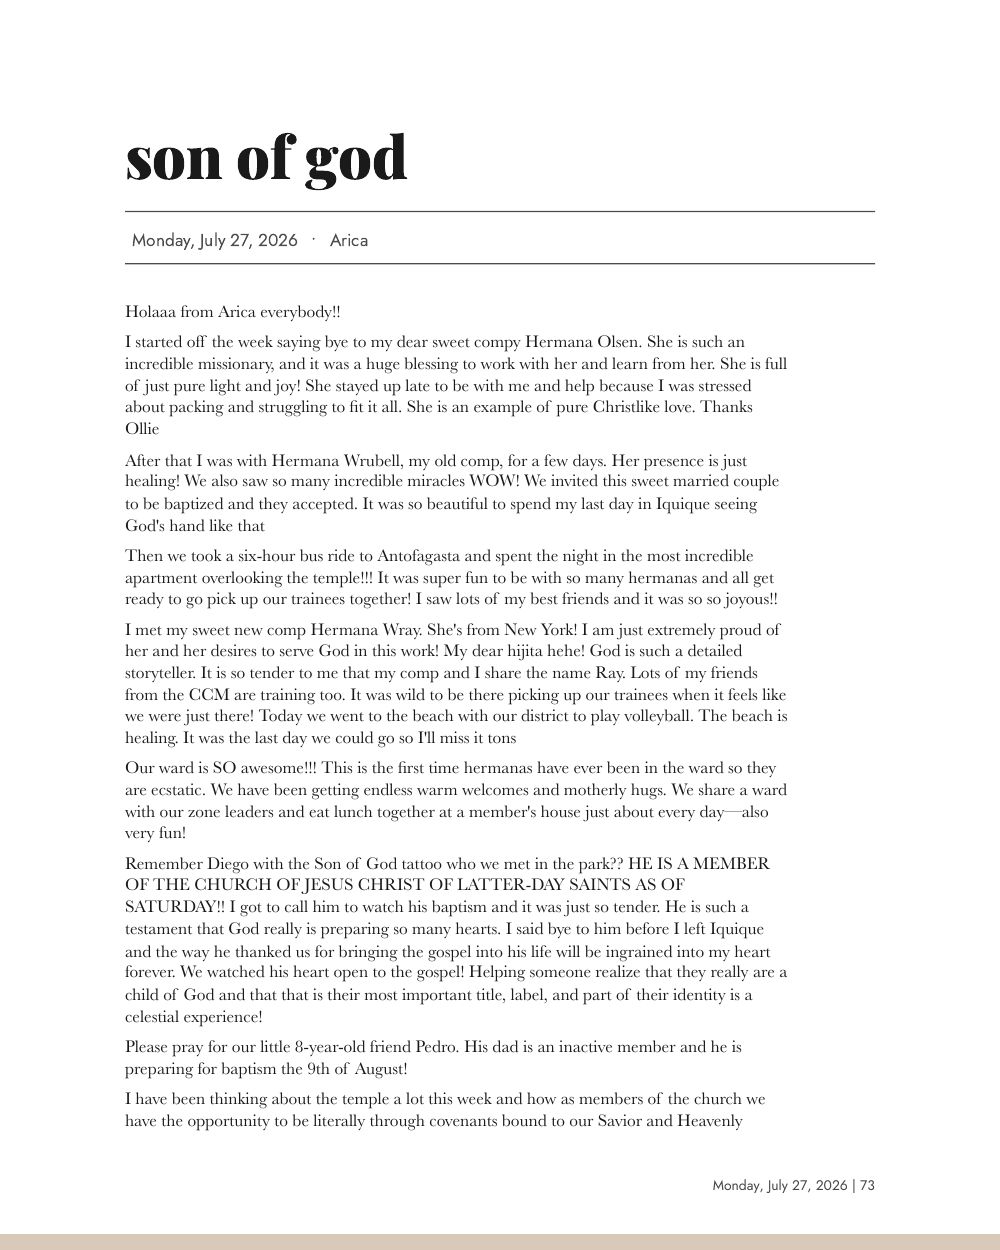 son of god
Monday, July 27, 2026 · Arica
Holaaa from Arica everybody!!
I started off the week saying bye to my dear sweet compy Hermana Olsen. She is such an
incredible missionary, and it was a huge blessing to work with her and learn from her. She is full
of just pure light and joy! She stayed up late to be with me and help because I was stressed
about packing and struggling to fit it all. She is an example of pure Christlike love. Thanks
Ollie
After that I was with Hermana Wrubell, my old comp, for a few days. Her presence is just
healing! We also saw so many incredible miracles WOW! We invited this sweet married couple
to be baptized and they accepted. It was so beautiful to spend my last day in Iquique seeing
God's hand like that
Then we took a six-hour bus ride to Antofagasta and spent the night in the most incredible
apartment overlooking the temple!!! It was super fun to be with so many hermanas and all get
ready to go pick up our trainees together! I saw lots of my best friends and it was so so joyous!!
I met my sweet new comp Hermana Wray. She's from New York! I am just extremely proud of
her and her desires to serve God in this work! My dear hijita hehe! God is such a detailed
storyteller. It is so tender to me that my comp and I share the name Ray. Lots of my friends
from the CCM are training too. It was wild to be there picking up our trainees when it feels like
we were just there! Today we went to the beach with our district to play volleyball. The beach is
healing. It was the last day we could go so I'll miss it tons
Our ward is SO awesome!!! This is the first time hermanas have ever been in the ward so they
are ecstatic. We have been getting endless warm welcomes and motherly hugs. We share a ward
with our zone leaders and eat lunch together at a member's house just about every day—also
very fun!
Remember Diego with the Son of God tattoo who we met in the park?? HE IS A MEMBER
OF THE CHURCH OF JESUS CHRIST OF LATTER-DAY SAINTS AS OF
SATURDAY!! I got to call him to watch his baptism and it was just so tender. He is such a
testament that God really is preparing so many hearts. I said bye to him before I left Iquique
and the way he thanked us for bringing the gospel into his life will be ingrained into my heart
forever. We watched his heart open to the gospel! Helping someone realize that they really are a
child of God and that that is their most important title, label, and part of their identity is a
celestial experience!
Please pray for our little 8-year-old friend Pedro. His dad is an inactive member and he is
preparing for baptism the 9th of August!
I have been thinking about the temple a lot this week and how as members of the church we
have the opportunity to be literally through covenants bound to our Savior and Heavenly
Monday, July 27, 2026 | 73